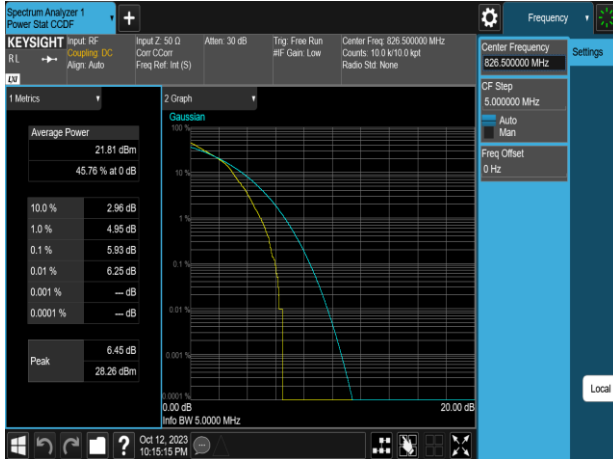 Spectrum Analyzer 1
Power Stat CCDF
+
Frequency
KEYSIGHT
R L
LXI
Input: RF
Coupling: DC
Align: Auto
Input Z: 50 Ω
Corr CCorr
Freq Ref: Int (S)
Atten: 30 dB
Trig: Free Run
#IF Gain: Low
Center Freq: 826.500000 MHz
Counts: 10.0 k/10.0 kpt
Radio Std: None
Center Frequency
826.500000 MHz
Settings
CF Step
5.000000 MHz
Auto
Man
Freq Offset
0 Hz
1 Metrics
Average Power
21.81 dBm
45.76 % at 0 dB
10.0 % 2.96 dB
1.0 % 4.95 dB
0.1 % 5.93 dB
0.01 % 6.25 dB
0.001 % --- dB
0.0001 % --- dB
Peak
6.45 dB
28.26 dBm
2 Graph
Gaussian
100 %
10 %
1 %
0.1 %
0.01 %
0.001 %
0.0001 %
0.00 dB
20.00 dB
Info BW 5.0000 MHz
Local
?
Oct 12, 2023
10:15:15 PM